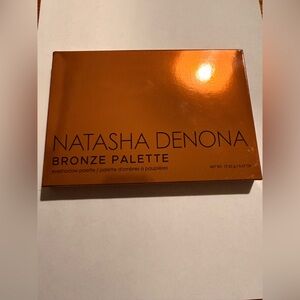 NATASHA DENONA
BRONZE PALETTE
eyeshadow palette / palette d'ombres à paupières